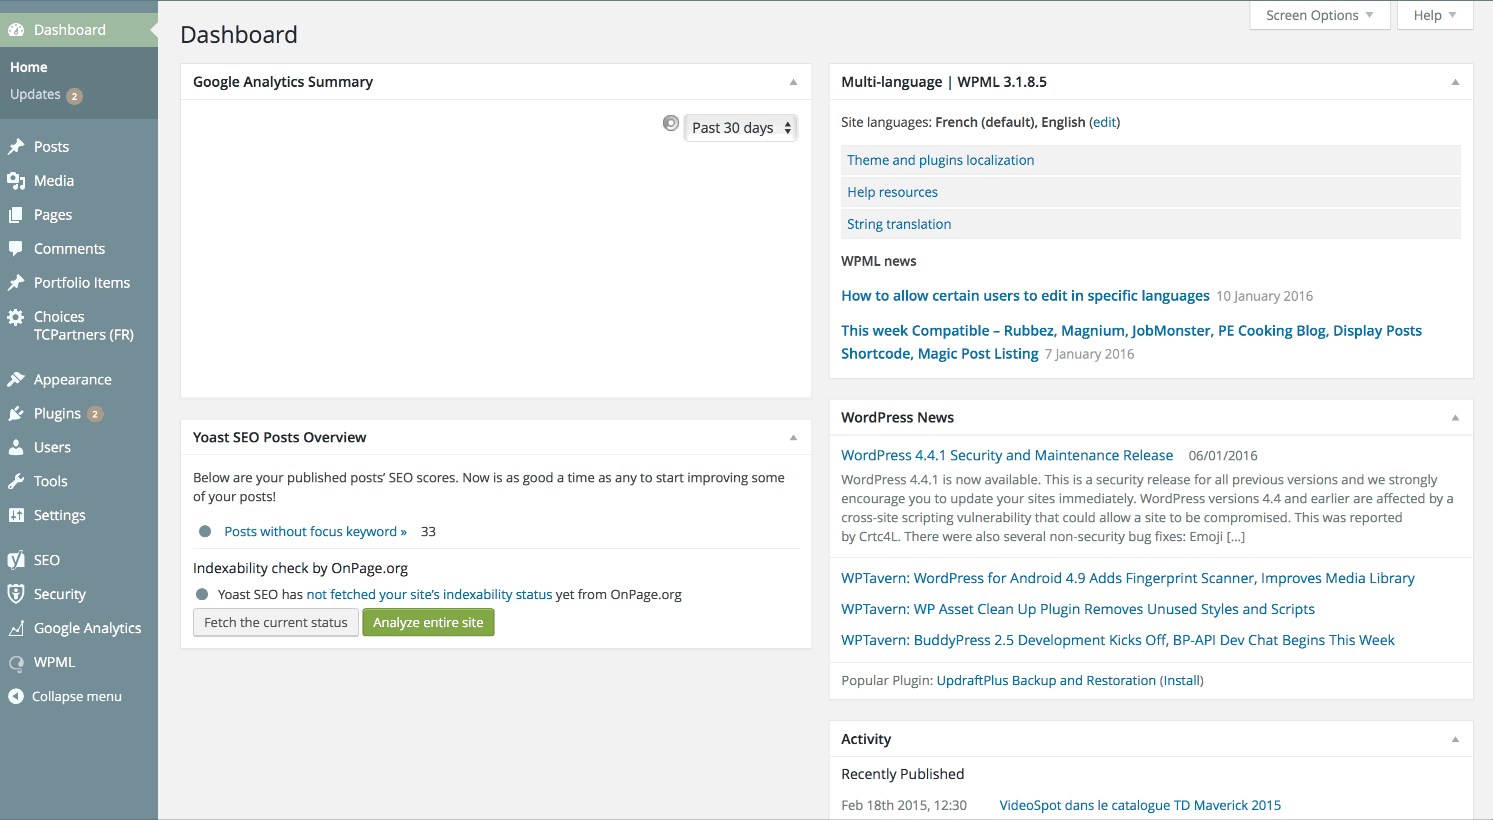 Dashboard
Home
Updates 2
Posts
Media
Pages
Comments
Portfolio Items
Choices
TCPartners (FR)
Appearance
Plugins 2
Users
Tools
Settings
SEO
Security
Google Analytics
WPML
Collapse menu
Screen Options
Help
Dashboard
Google Analytics Summary
Past 30 days
Yoast SEO Posts Overview
Below are your published posts’ SEO scores. Now is as good a time as any to start improving some
of your posts!
Posts without focus keyword » 33
Indexability check by OnPage.org
Yoast SEO has not fetched your site’s indexability status yet from OnPage.org
Fetch the current status Analyze entire site
Multi-language | WPML 3.1.8.5
Site languages: French (default), English (edit)
Theme and plugins localization
Help resources
String translation
WPML news
How to allow certain users to edit in specific languages 10 January 2016
This week Compatible – Rubbez, Magnium, JobMonster, PE Cooking Blog, Display Posts
Shortcode, Magic Post Listing 7 January 2016
WordPress News
WordPress 4.4.1 Security and Maintenance Release 06/01/2016
WordPress 4.4.1 is now available. This is a security release for all previous versions and we strongly
encourage you to update your sites immediately. WordPress versions 4.4 and earlier are affected by a
cross-site scripting vulnerability that could allow a site to be compromised. This was reported
by Crtc4L. There were also several non-security bug fixes: Emoji [...]
WPTavern: WordPress for Android 4.9 Adds Fingerprint Scanner, Improves Media Library
WPTavern: WP Asset Clean Up Plugin Removes Unused Styles and Scripts
WPTavern: BuddyPress 2.5 Development Kicks Off, BP-API Dev Chat Begins This Week
Popular Plugin: UpdraftPlus Backup and Restoration (Install)
Activity
Recently Published
Feb 18th 2015, 12:30 VideoSpot dans le catalogue TD Maverick 2015